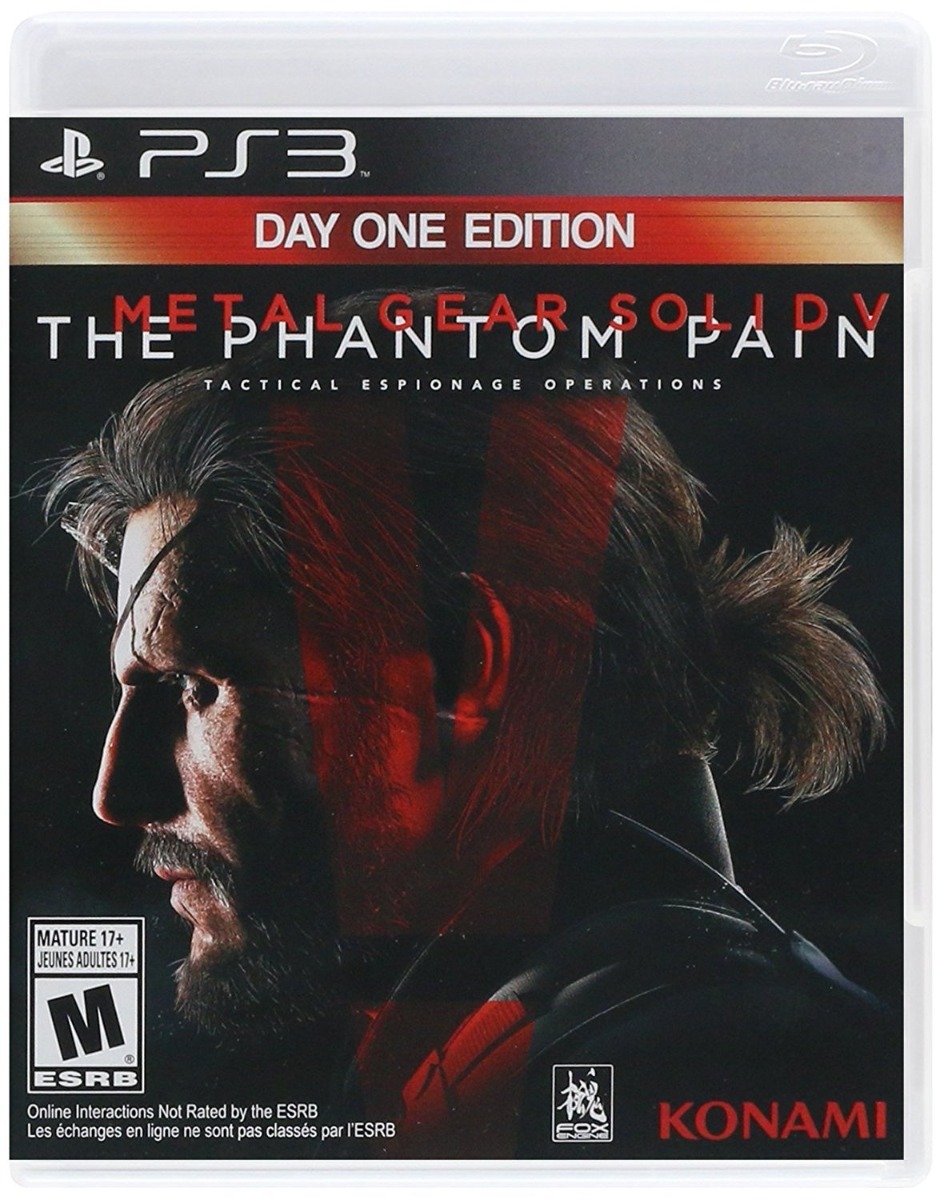 Blu-ray Disc
PS3™
DAY ONE EDITION
METAL GEAR SOLID V
THE PHANTOM PAIN
TACTICAL ESPIONAGE OPERATIONS
MATURE 17+
JEUNES ADULTES 17+
M®
ESRB
Online Interactions Not Rated by the ESRB
Les échanges en ligne ne sont pas classés par l'ESRB
FOX
ENGINE
KONAMI